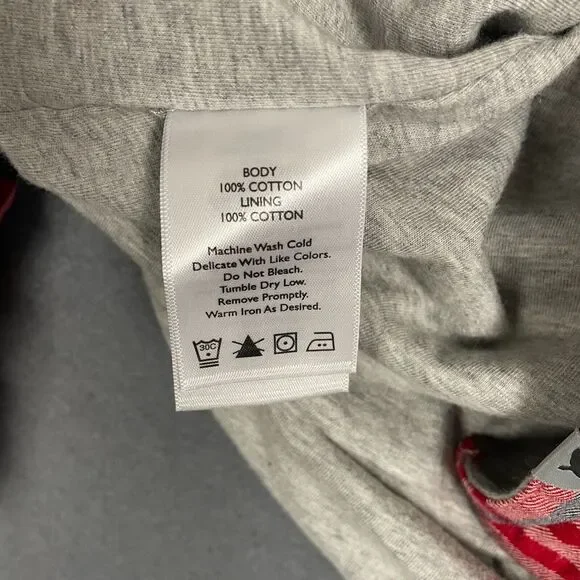 BODY
100% COTTON
LINING
100% COTTON
Machine Wash Cold
Delicate With Like Colors.
Do Not Bleach.
Tumble Dry Low.
Remove Promptly.
Warm Iron As Desired.
30C